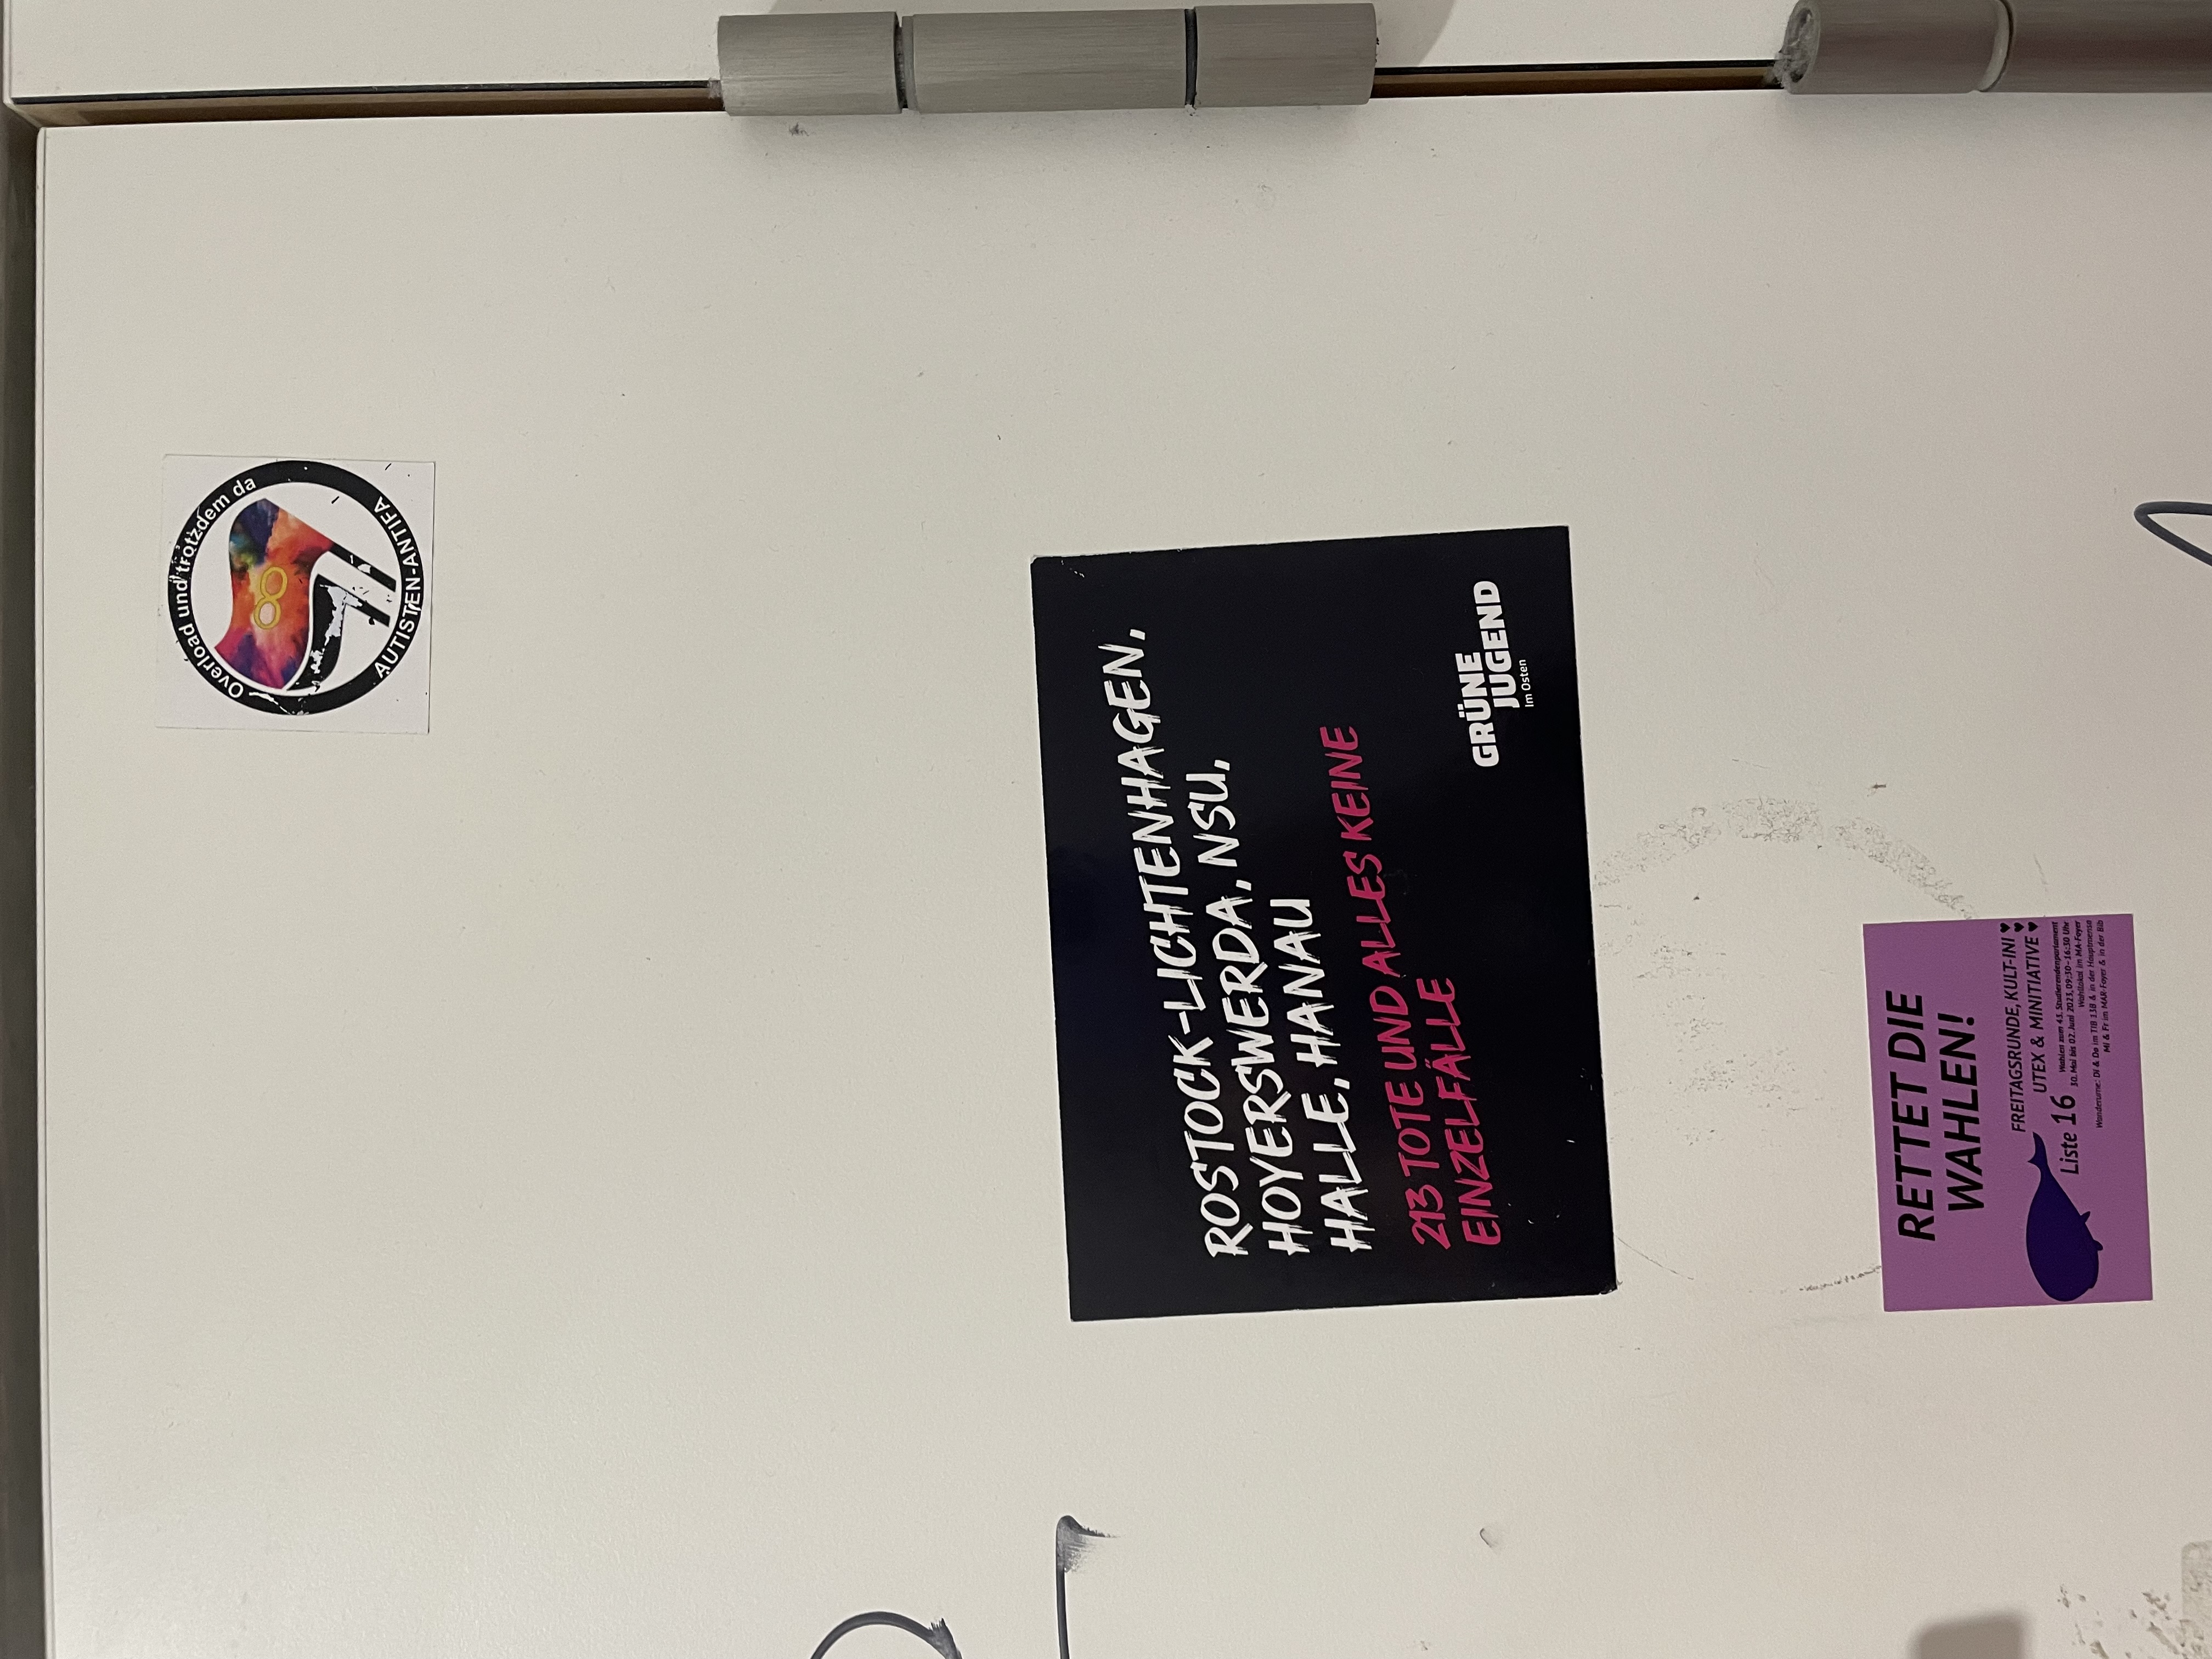 Overload und trotzdem da
AUTISTEN-ANTIFA
ROSTOCK-LICHTENHAGEN,
HOYERSWERDA, NSU,
HALLE, HANAU
213 TOTE UND ALLES KEINE
EINZELFÄLLE
GRÜNE
JUGEND
Im Osten
RETTET DIE
WAHLEN!
FREITAGSRUNDE, KULT-INI ♥
UTEX & MINITIATIVE ♥
Liste 16
Wahlen zum 43. Studierendenparlament
30. Mai bis 02. Juni 2023, 09:30–16:30 Uhr
Wahllokal im MA-Foyer
Wanderurne: Di & Do im TIB 13B & in der Hauptmensa
Mi & Fr im MAR-Foyer & in der Bib